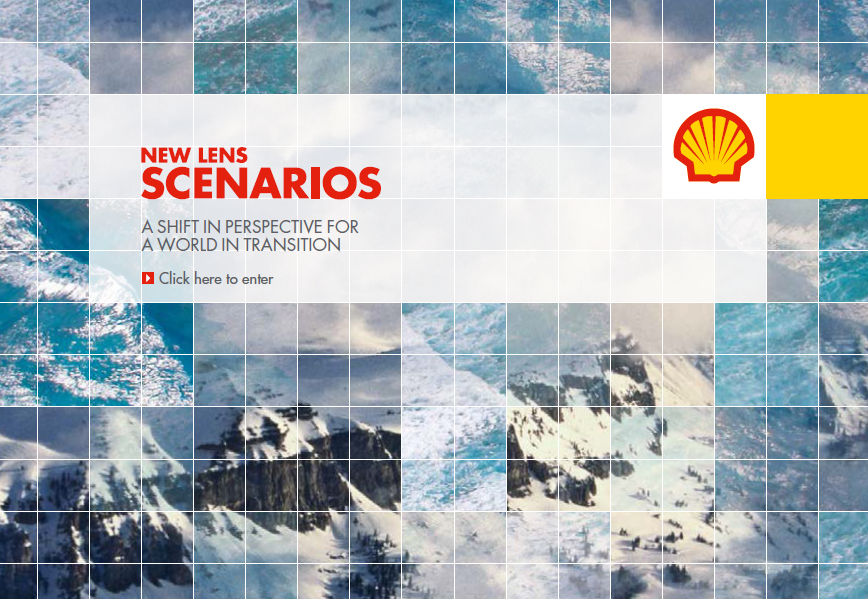 NEW LENS
SCENARIOS
A SHIFT IN PERSPECTIVE FOR
A WORLD IN TRANSITION
Click here to enter